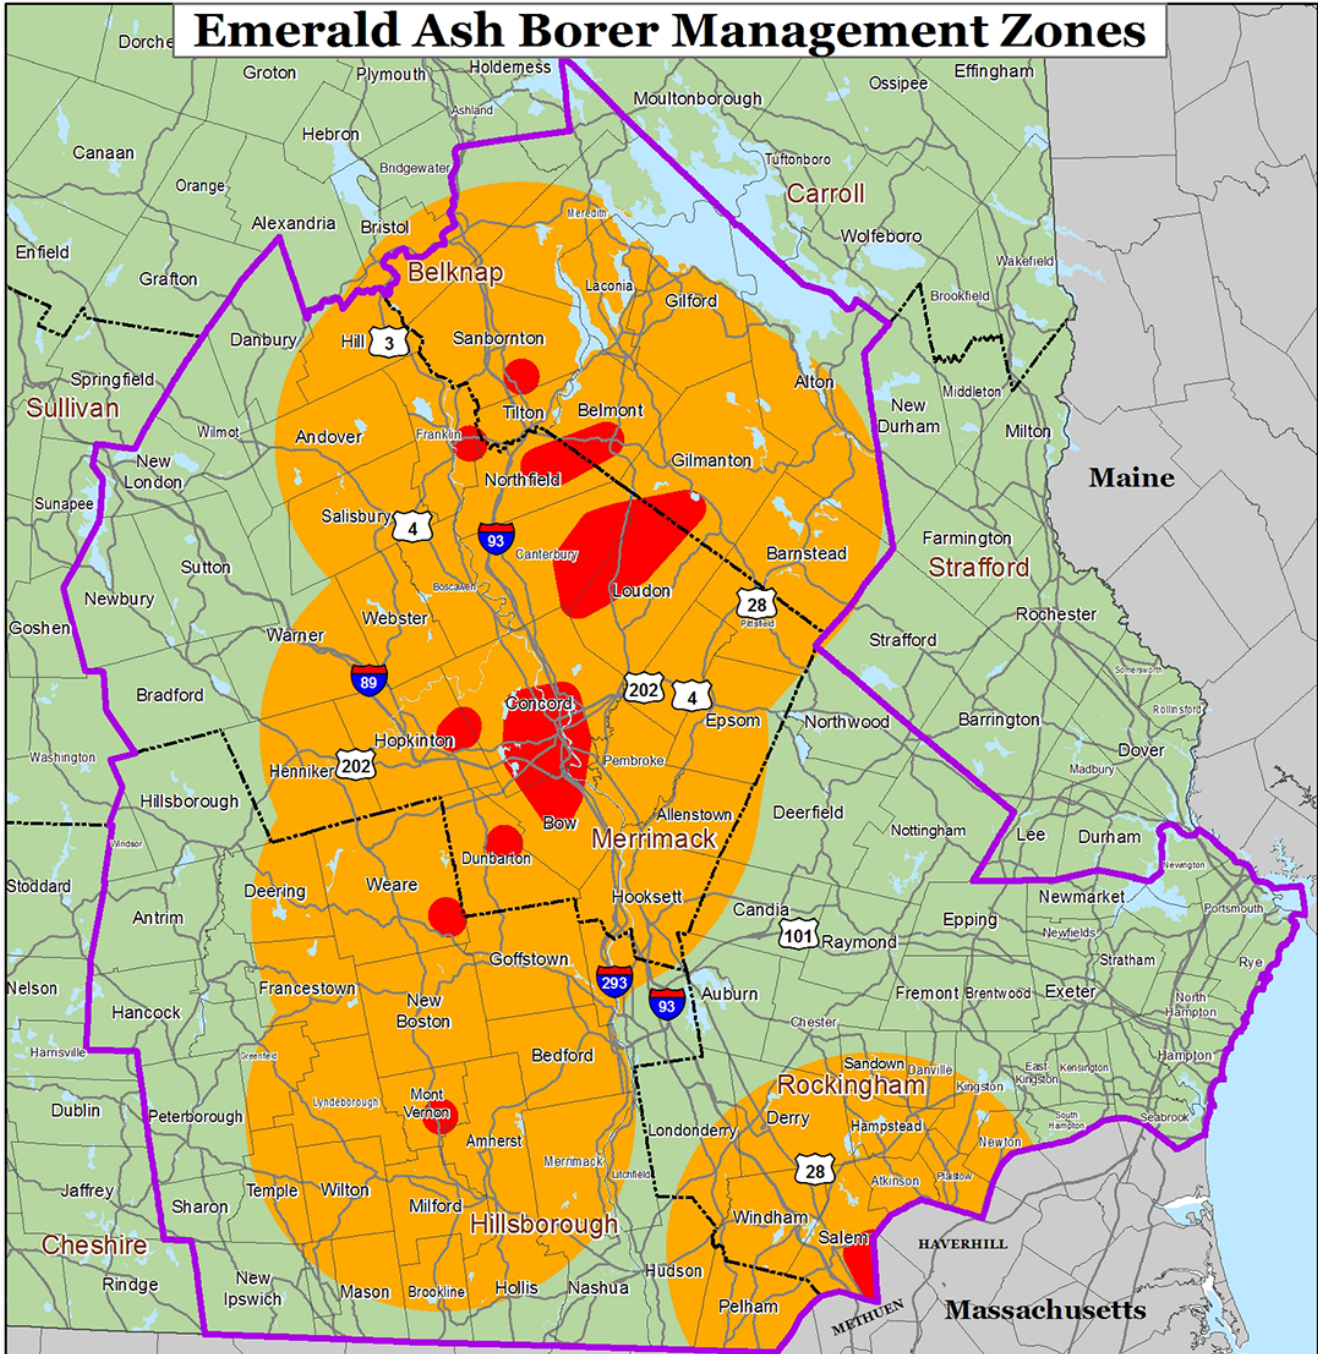 Emerald Ash Borer Management Zones
Dorche
Groton
Plymouth
Holderness
Moultonborough
Ossipee
Effingham
Ashland
Hebron
Canaan
Bridgewater
Tuftonboro
Orange
Carroll
Alexandria
Bristol
Meredith
Wolfeboro
Enfield
Grafton
Belknap
Wakefield
Laconia
Gilford
Brookfield
Danbury
Hill
3
Sanbornton
Springfield
Alton
Middleton
Sullivan
Tilton
Belmont
New
Durham
Wilmot
Andover
Franklin
Milton
New
London
Gilmanton
Maine
Northfield
Sunapee
Salisbury
4
93
Canterbury
Barnstead
Farmington
Strafford
Sutton
Boscawen
Loudon
Newbury
28
Pittsfield
Rochester
Goshen
Webster
Warner
Strafford
Somersworth
89
202
4
Bradford
Concord
Epsom
Northwood
Barrington
Rollinsford
Hopkinton
Washington
Henniker
202
Pembroke
Dover
Madbury
Hillsborough
Allenstown
Deerfield
Bow
Merrimack
Nottingham
Lee
Durham
Windsor
Dunbarton
Newington
Stoddard
Deering
Weare
Hooksett
Newmarket
Antrim
Candia
Epping
Portsmouth
101
Raymond
Newfields
Goffstown
Stratham
Rye
Nelson
Francestown
293
93
Auburn
Fremont
Brentwood
Exeter
North
Hampton
Hancock
New
Boston
Chester
Harrisville
Greenfield
Bedford
Sandown
Danville
East
Kingston
Kensington
Hampton
Rockingham
Kingston
Dublin
Peterborough
Lyndeborough
Mont
Vernon
Derry
Hampstead
South
Hampton
Seabrook
Amherst
Londonderry
Newton
Merrimack
Litchfield
28
Atkinson
Plaistow
Jaffrey
Sharon
Temple
Wilton
Milford
Hillsborough
Windham
Salem
Cheshire
HAVERHILL
Rindge
New
Ipswich
Mason
Brookline
Hollis
Nashua
Hudson
Pelham
METHUEN
Massachusetts